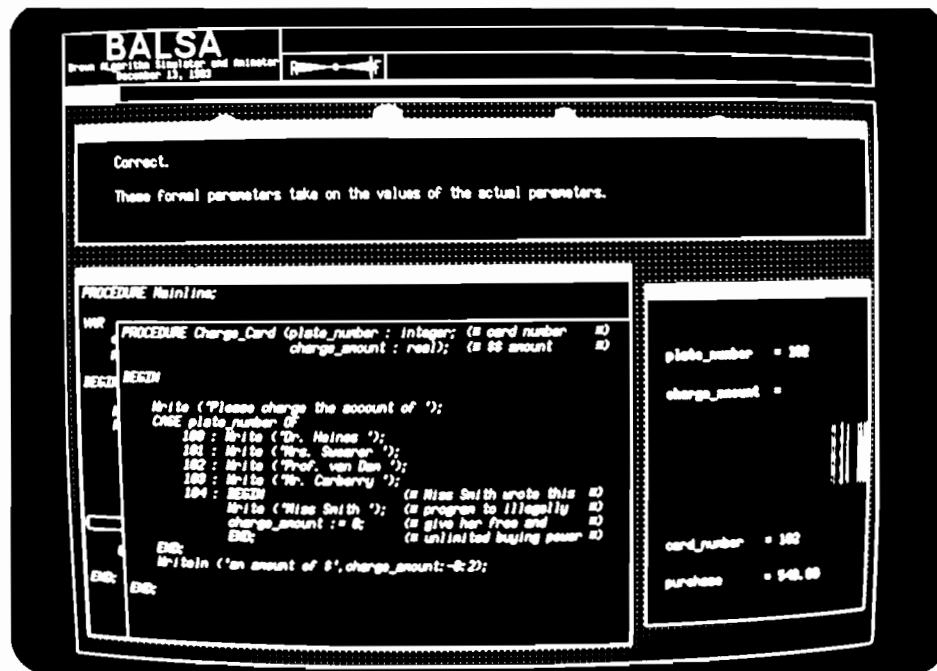 BALSA
Brown ALgorithm Simulator and Animator
December 13, 1983
Correct.
These formal parameters take on the values of the actual parameters.
PROCEDURE Mainline;
VAR
PROCEDURE Charge_Card (plate_number : integer; (* card number *)
charge_amount : real); (* $$ amount *)
BEGIN
BEGIN
Write ('Please charge the account of ');
CASE plate_number OF
100 : Write ('Dr. Haines ');
101 : Write ('Mrs. Swearer ');
102 : Write ('Prof. van Dam ');
103 : Write ('Mr. Carberry ');
104 : BEGIN (* Miss Smith wrote this *)
Write ('Miss Smith '); (* program to illegally *)
charge_amount := 0; (* give her free and *)
END; (* unlimited buying power *)
END;
Writeln ('an amount of $',charge_amount:-0:2);
END;
END;
plate_number = 102
charge_amount =
card_number = 102
purchase = 540.00